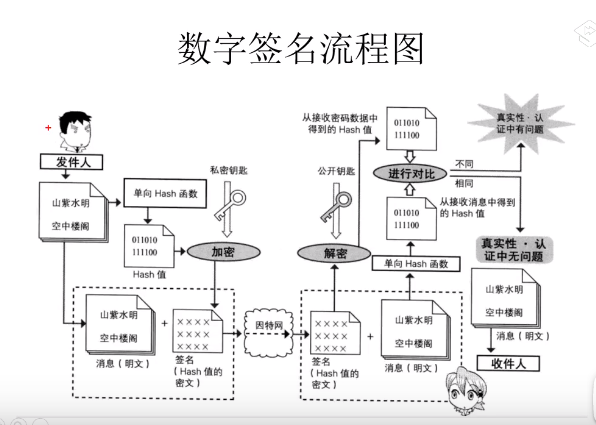 数字签名流程图
发件人
山紫水明
空中楼阁
单向 Hash 函数
011010
111100
Hash 值
私密钥匙
加密
山紫水明
空中楼阁
消息（明文）
+
××××
××××
××××
签名
（Hash 值的
密文）
因特网
从接收密码数据中
得到的 Hash 值
公开钥匙
解密
××××
××××
××××
签名
（Hash 值的
密文）
+
山紫水明
空中楼阁
消息（明文）
单向 Hash 函数
011010
111100
从接收消息中得到
的 Hash 值
011010
111100
进行对比
不同
相同
真实性·认
证中有问题
真实性·认
证中无问题
山紫水明
空中楼阁
消息（明文）
收件人